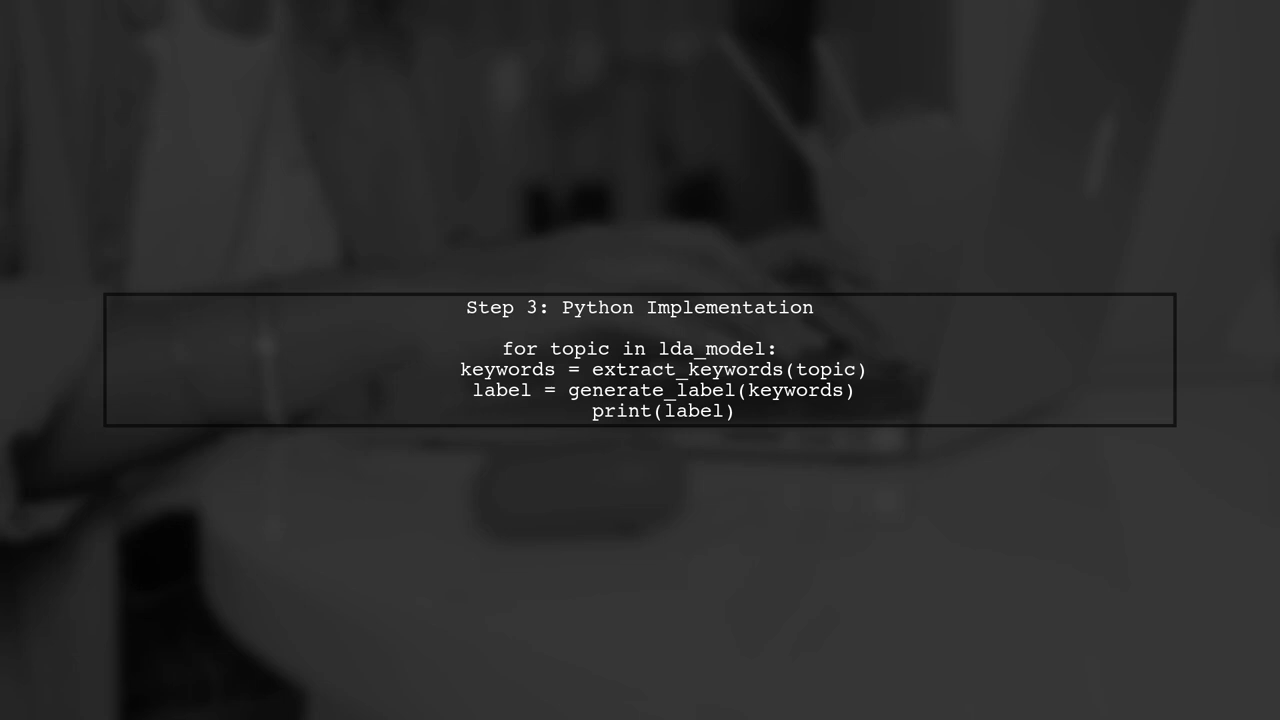 Step 3: Python Implementation
for topic in lda_model:
keywords = extract_keywords(topic)
label = generate_label(keywords)
print(label)